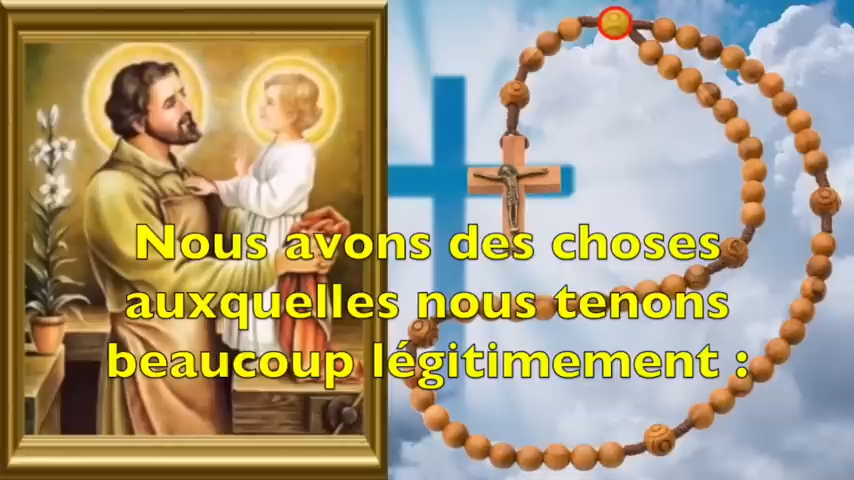 Nous avons des choses
auxquelles nous tenons
beaucoup légitimement :